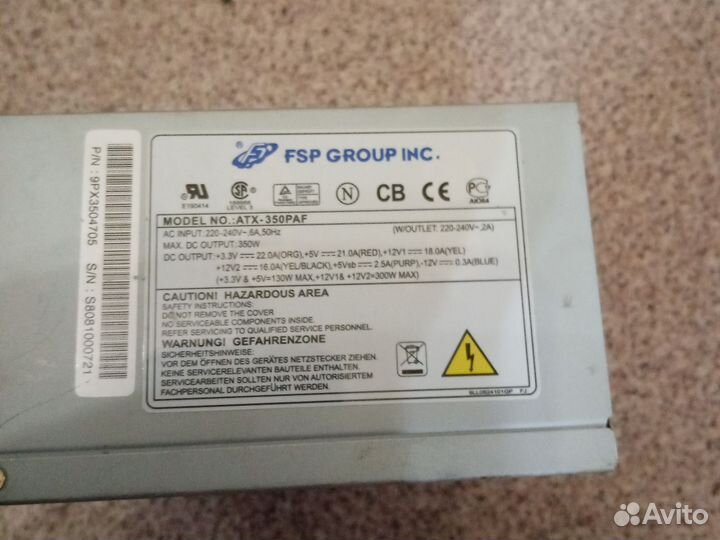 P/N : 9PX3504705 S/N : S8081000721
FSP GROUP INC.
E190414
LEVEL 3
N CB CE
МЕ64
MODEL NO.:ATX-350PAF
AC INPUT: 220-240V~,6A,50Hz (W/OUTLET: 220-240V~,2A)
MAX. DC OUTPUT: 350W
DC OUTPUT:+3.3V ⎓ 22.0A(ORG),+5V ⎓ 21.0A(RED),+12V1 ⎓ 18.0A(YEL)
+12V2 ⎓ 16.0A(YEL/BLACK),+5Vsb ⎓ 2.5A(PURP),-12V ⎓ 0.3A(BLUE)
(+3.3V & +5V=130W MAX,+12V1& +12V2=300W MAX)
CAUTION! HAZARDOUS AREA
SAFETY INSTRUCTIONS:
DO NOT REMOVE THE COVER
NO SERVICEABLE COMPONENTS INSIDE.
REFER SERVICING TO QUALIFIED SERVICE PERSONNEL.
WARNUNG! GEFAHRENZONE
SICHERHEITSHINWEISE:
VOR DEM ÖFFNEN DES GERÄTES NETZSTECKER ZIEHEN.
KEINE SERVICERELEVANTEN BAUTEILE ENTHALTEN.
SERVICEARBEITEN SOLLTEN NUR VON AUTORISIERTEM
FACHPERSONAL DURCHGEFÜHRT WERDEN.
Avito